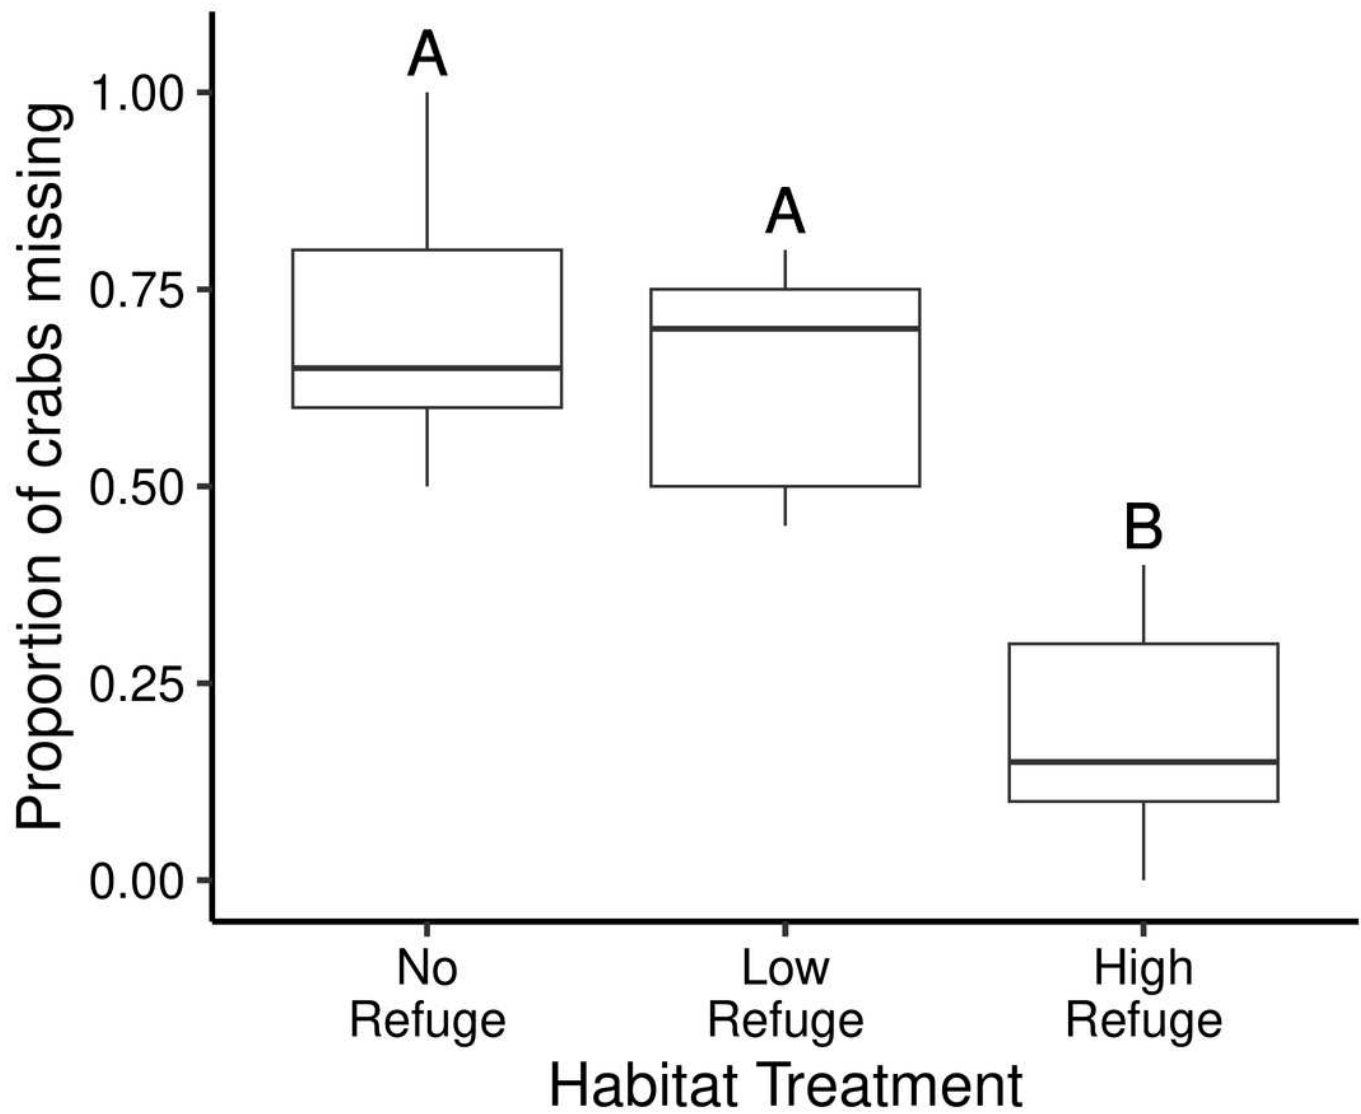 Proportion of crabs missing
1.00
0.75
0.50
0.25
0.00
A
A
B
No
Refuge
Low
Refuge
High
Refuge
Habitat Treatment